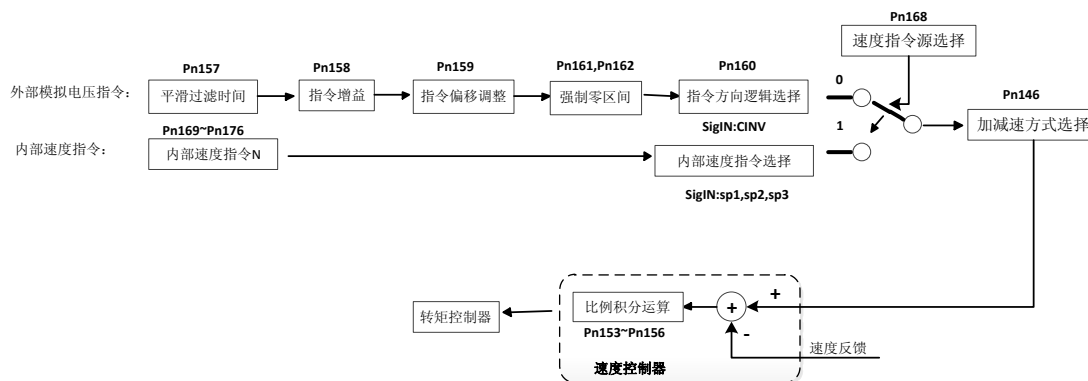 Pn168
速度指令源选择
Pn157
Pn158
Pn159
Pn161,Pn162
Pn160
0
Pn146
外部模拟电压指令：
平滑过滤时间
指令增益
指令偏移调整
强制零区间
指令方向逻辑选择
加减速方式选择
SigIN:CINV
1
Pn169~Pn176
内部速度指令：
内部速度指令N
内部速度指令选择
SigIN:sp1,sp2,sp3
转矩控制器
比例积分运算
+
+
Pn153~Pn156
-
速度反馈
速度控制器